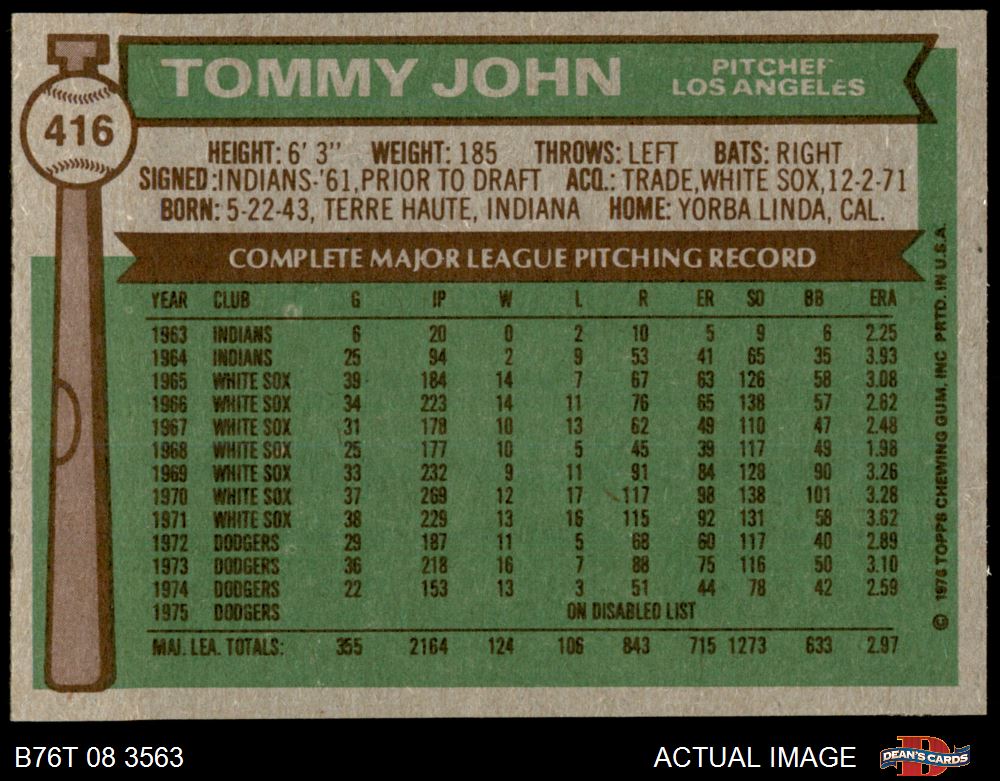 TOMMY JOHN
PITCHER
LOS ANGELES
416
HEIGHT: 6' 3" WEIGHT: 185 THROWS: LEFT BATS: RIGHT
SIGNED:INDIANS-'61,PRIOR TO DRAFT ACQ.: TRADE,WHITE SOX,12-2-71
BORN: 5-22-43, TERRE HAUTE, INDIANA HOME: YORBA LINDA, CAL.
COMPLETE MAJOR LEAGUE PITCHING RECORD
YEAR CLUB G IP W L R ER SO BB ERA
1963 INDIANS 6 20 0 2 10 5 9 6 2.25
1964 INDIANS 25 94 2 9 53 41 65 35 3.93
1965 WHITE SOX 39 184 14 7 67 63 126 58 3.08
1966 WHITE SOX 34 223 14 11 76 65 138 57 2.62
1967 WHITE SOX 31 178 10 13 62 49 110 47 2.48
1968 WHITE SOX 25 177 10 5 45 39 117 49 1.98
1969 WHITE SOX 33 232 9 11 91 84 128 90 3.26
1970 WHITE SOX 37 269 12 17 117 98 138 101 3.28
1971 WHITE SOX 38 229 13 16 115 92 131 58 3.62
1972 DODGERS 29 187 11 5 68 60 117 40 2.89
1973 DODGERS 36 218 16 7 88 75 116 50 3.10
1974 DODGERS 22 153 13 3 51 44 78 42 2.59
1975 DODGERS ON DISABLED LIST
MAJ. LEA. TOTALS: 355 2164 124 106 843 715 1273 633 2.97
© 1976 TOPPS CHEWING GUM, INC PRTD. IN U.S.A.
B76T 08 3563
ACTUAL IMAGE
DEAN'S CARDS